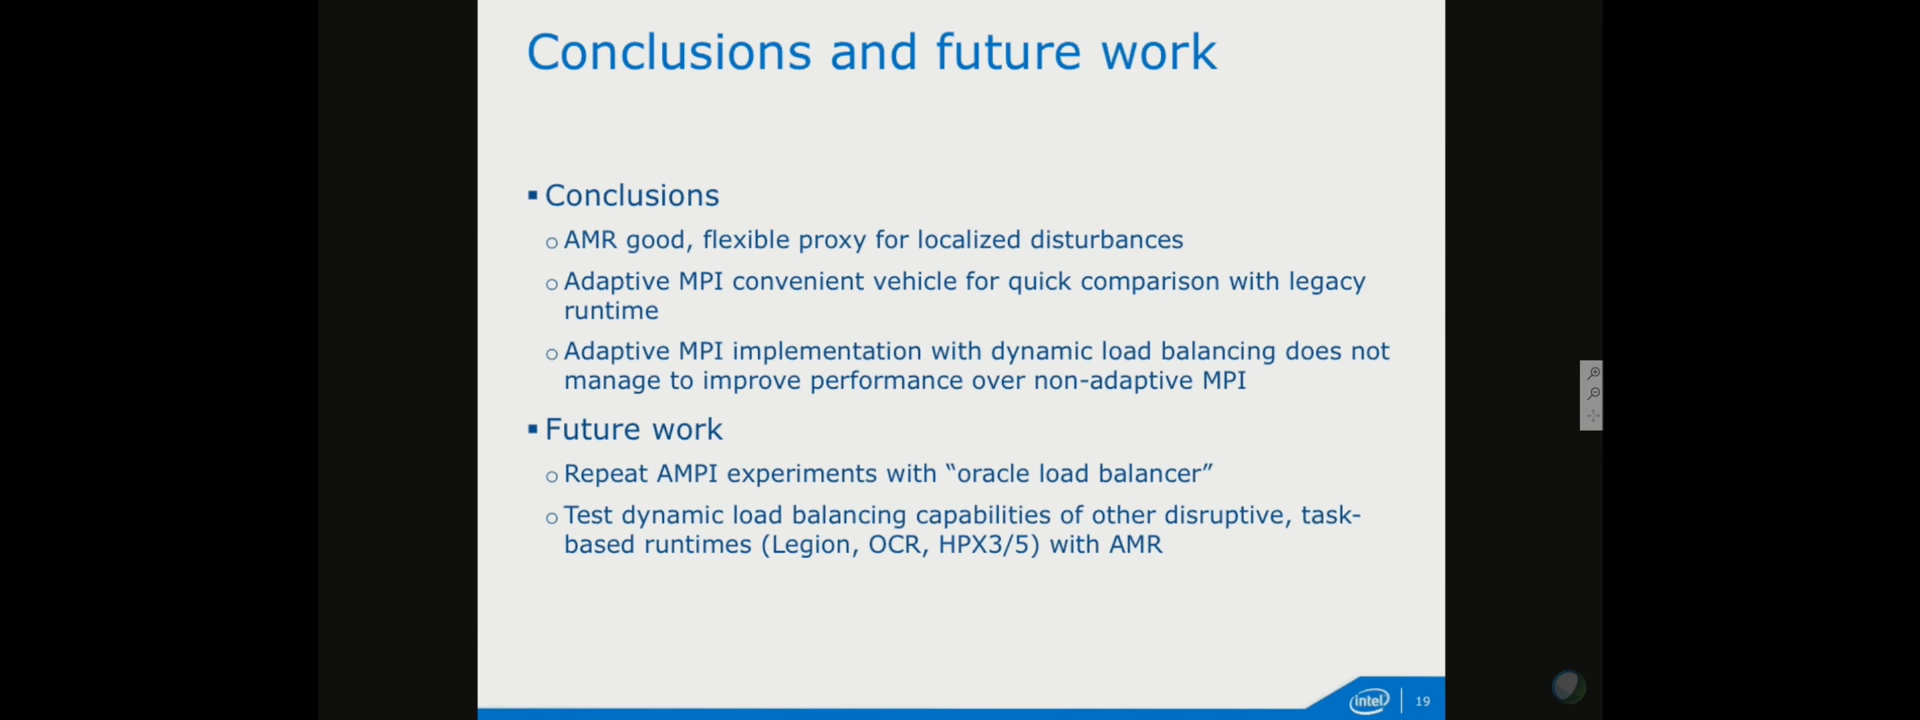 Conclusions and future work
▪ Conclusions
o AMR good, flexible proxy for localized disturbances
o Adaptive MPI convenient vehicle for quick comparison with legacy
runtime
o Adaptive MPI implementation with dynamic load balancing does not
manage to improve performance over non-adaptive MPI
▪ Future work
o Repeat AMPI experiments with “oracle load balancer”
o Test dynamic load balancing capabilities of other disruptive, task-
based runtimes (Legion, OCR, HPX3/5) with AMR
intel 19